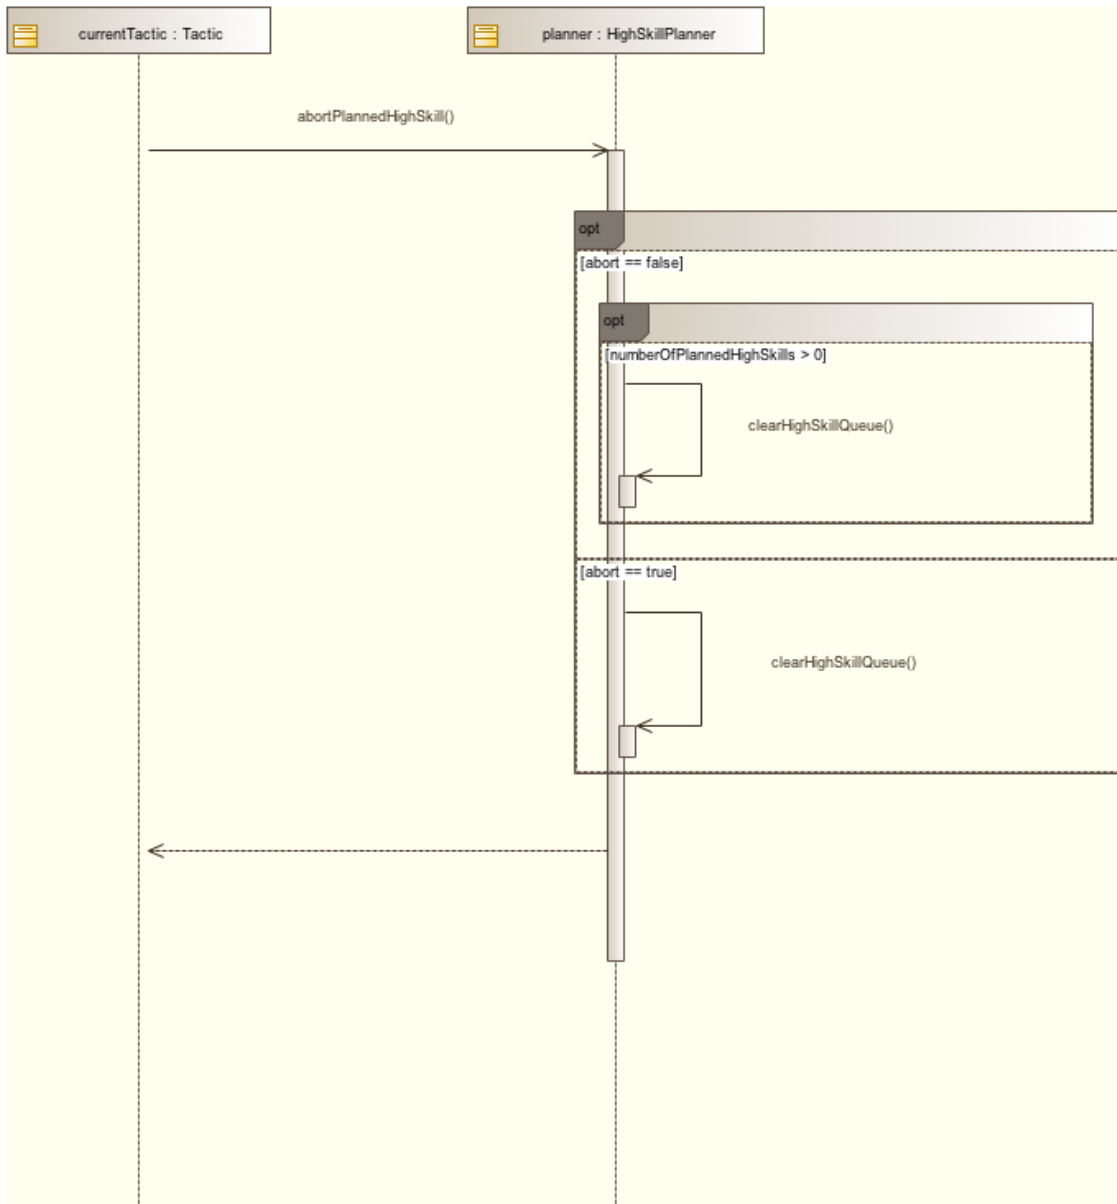 currentTactic : Tactic
planner : HighSkillPlanner
abortPlannedHighSkill()
opt
[abort == false]
opt
[numberOfPlannedHighSkills > 0]
clearHighSkillQueue()
[abort == true]
clearHighSkillQueue()